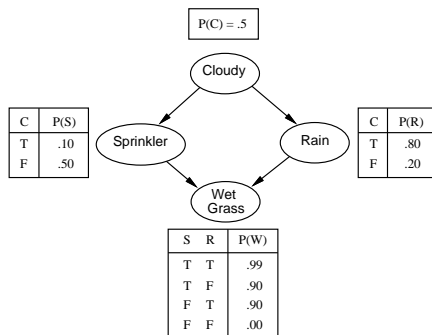 P(C) = .5
Cloudy
C P(S)
T .10
F .50
Sprinkler
Rain
C P(R)
T .80
F .20
Wet
Grass
S R P(W)
T T .99
T F .90
F T .90
F F .00